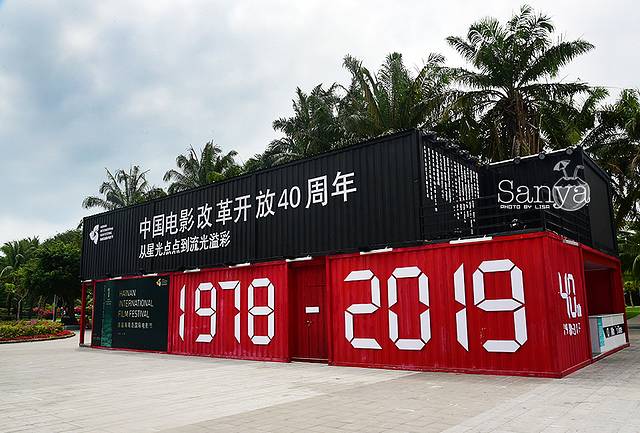 中国电影改革开放40周年
从星光点点到流光溢彩
HAINAN
INTERNATIONAL
FILM FESTIVAL
1978
2019
40
Sanya
PHOTO BY LISA